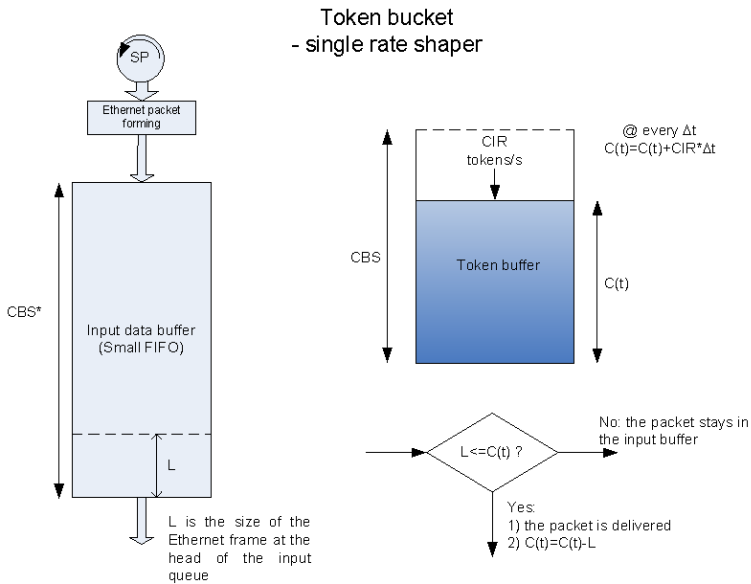 Token bucket
- single rate shaper
SP
Ethernet packet
forming
CBS*
Input data buffer
(Small FIFO)
L
L is the size of the
Ethernet frame at the
head of the input
queue
@ every Δt
C(t)=C(t)+CIR*Δt
CIR
tokens/s
CBS
Token buffer
C(t)
L<=C(t) ?
No: the packet stays in
the input buffer
Yes:
1) the packet is delivered
2) C(t)=C(t)-L